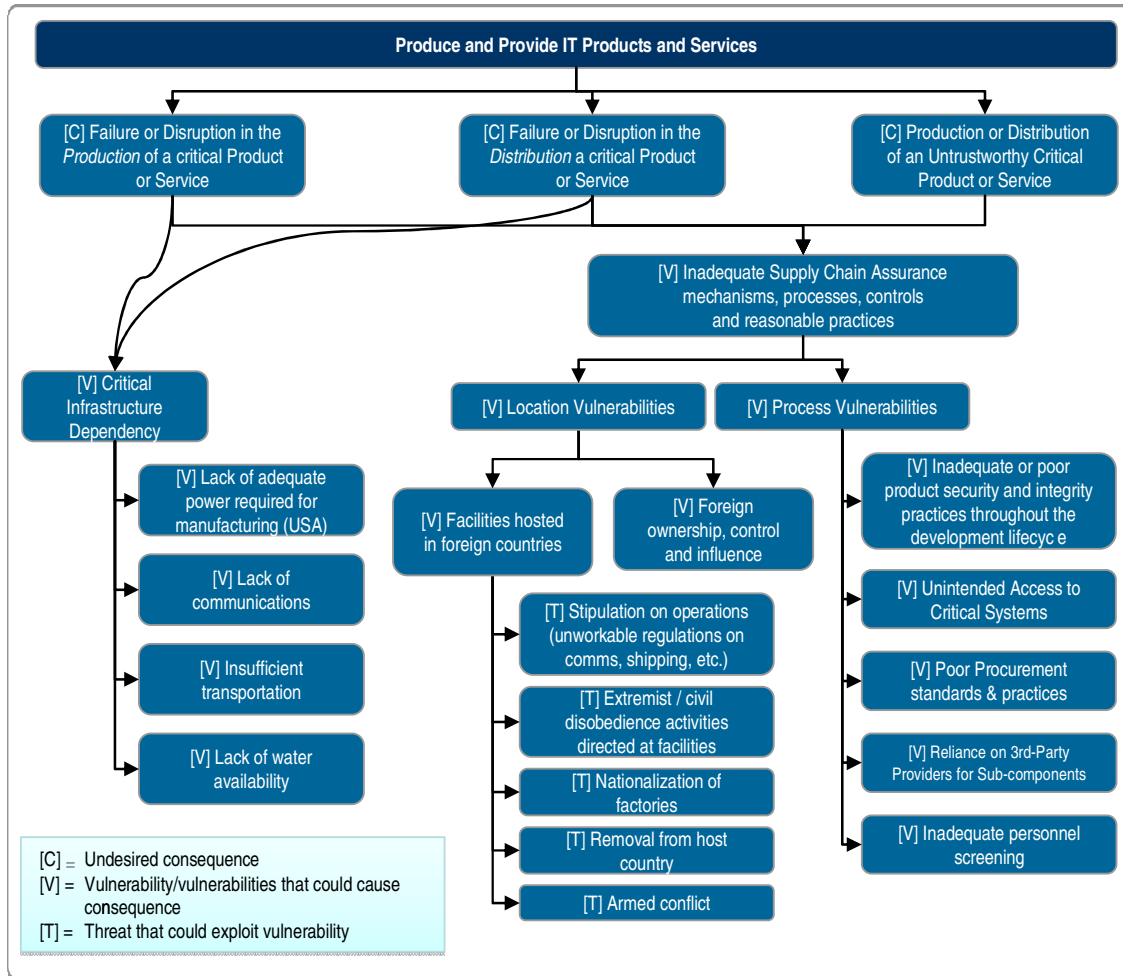 Produce and Provide IT Products and Services
[C] Failure or Disruption in the
Production of a critical Product
or Service
[C] Failure or Disruption in the
Distribution a critical Product
or Service
[C] Production or Distribution
of an Untrustworthy Critical
Product or Service
[V] Inadequate Supply Chain Assurance
mechanisms, processes, controls
and reasonable practices
[V] Critical
Infrastructure
Dependency
[V] Location Vulnerabilities
[V] Process Vulnerabilities
[V] Lack of adequate
power required for
manufacturing (USA)
[V] Lack of
communications
[V] Insufficient
transportation
[V] Lack of water
availability
[V] Facilities hosted
in foreign countries
[V] Foreign
ownership, control
and influence
[T] Stipulation on operations
(unworkable regulations on
comms, shipping, etc.)
[T] Extremist / civil
disobedience activities
directed at facilities
[T] Nationalization of
factories
[T] Removal from host
country
[T] Armed conflict
[V] Inadequate or poor
product security and integrity
practices throughout the
development lifecyc e
[V] Unintended Access to
Critical Systems
[V] Poor Procurement
standards & practices
[V] Reliance on 3rd-Party
Providers for Sub-components
[V] Inadequate personnel
screening
[C] = Undesired consequence
[V] = Vulnerability/vulnerabilities that could cause
consequence
[T] = Threat that could exploit vulnerability